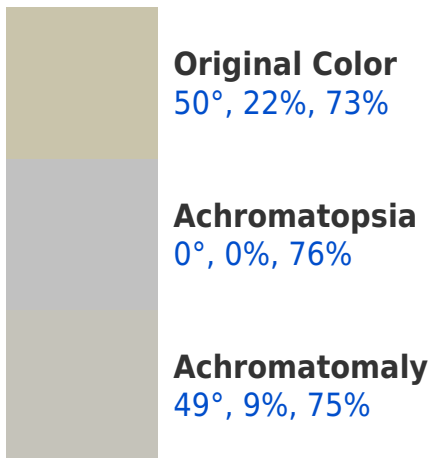 Original Color
50°, 22%, 73%
Achromatopsia
0°, 0%, 76%
Achromatomaly
49°, 9%, 75%